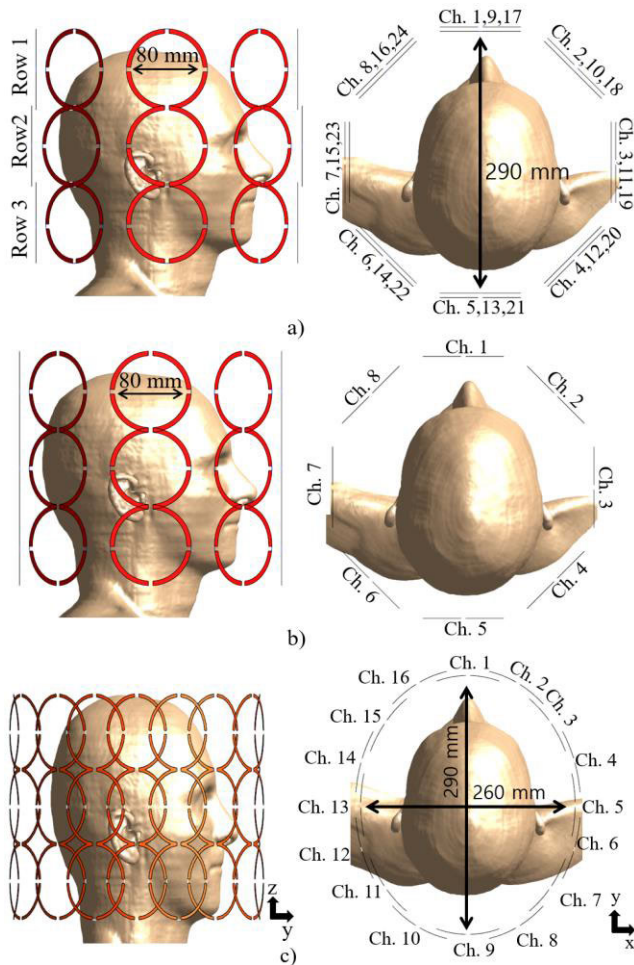 Row 1
Row2
Row 3
80 mm
Ch. 1,9,17
Ch. 2,10,18
Ch. 3,11,19
Ch. 4,12,20
Ch. 5,13,21
Ch. 6,14,22
Ch. 7,15,23
Ch. 8,16,24
290 mm
a)
80 mm
Ch. 1
Ch. 2
Ch. 3
Ch. 4
Ch. 5
Ch. 6
Ch. 7
Ch. 8
b)
z
y
Ch. 1
Ch. 2
Ch. 3
Ch. 4
Ch. 5
Ch. 6
Ch. 7
Ch. 8
Ch. 9
Ch. 10
Ch. 11
Ch. 12
Ch. 13
Ch. 14
Ch. 15
Ch. 16
290 mm
260 mm
y
x
c)